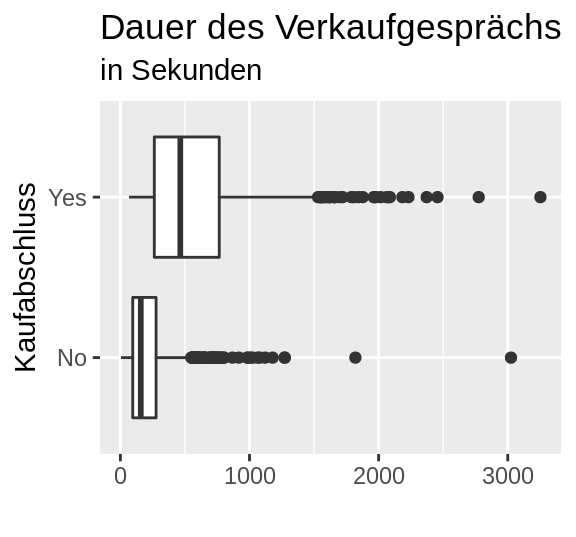 Dauer des Verkaufgesprächs
in Sekunden
Kaufabschluss
Yes
No
0 1000 2000 3000